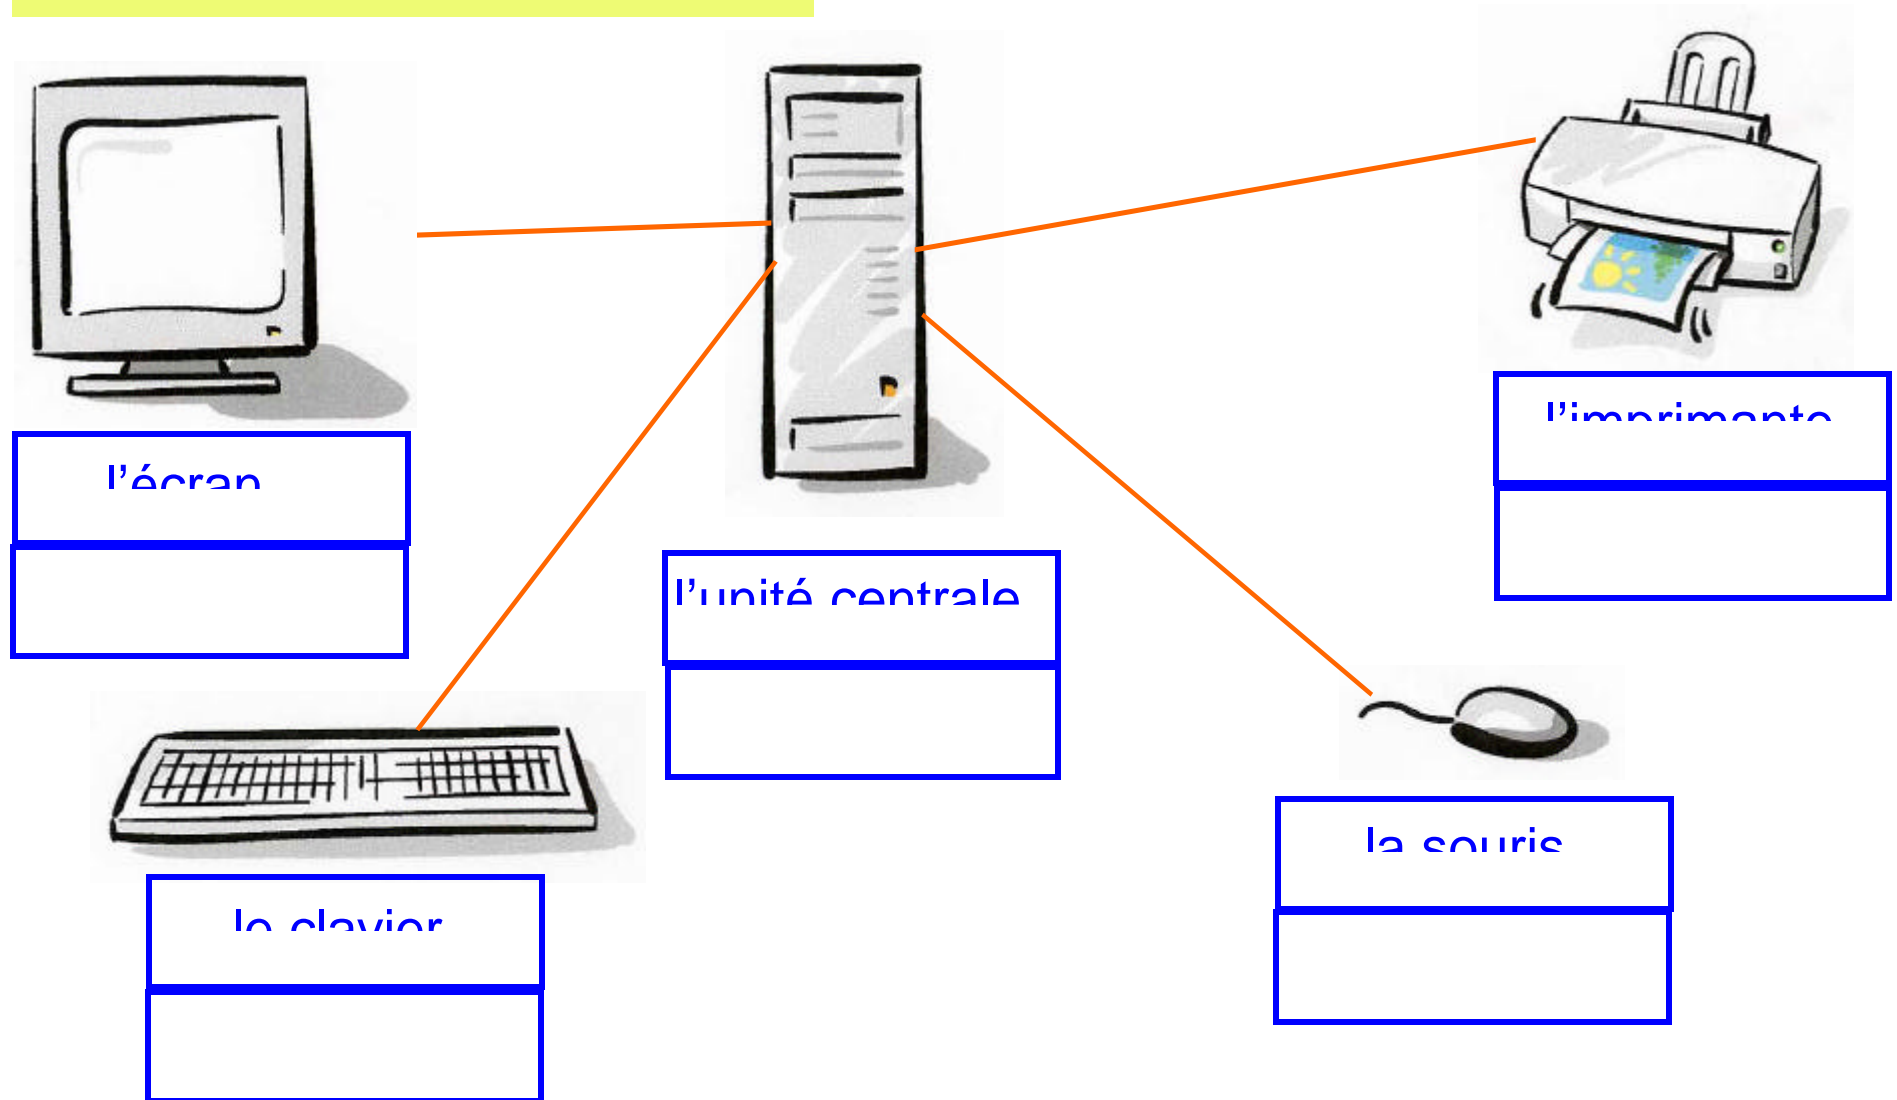 l’imprimante
l’écran
l’unité centrale
la souris
le clavier